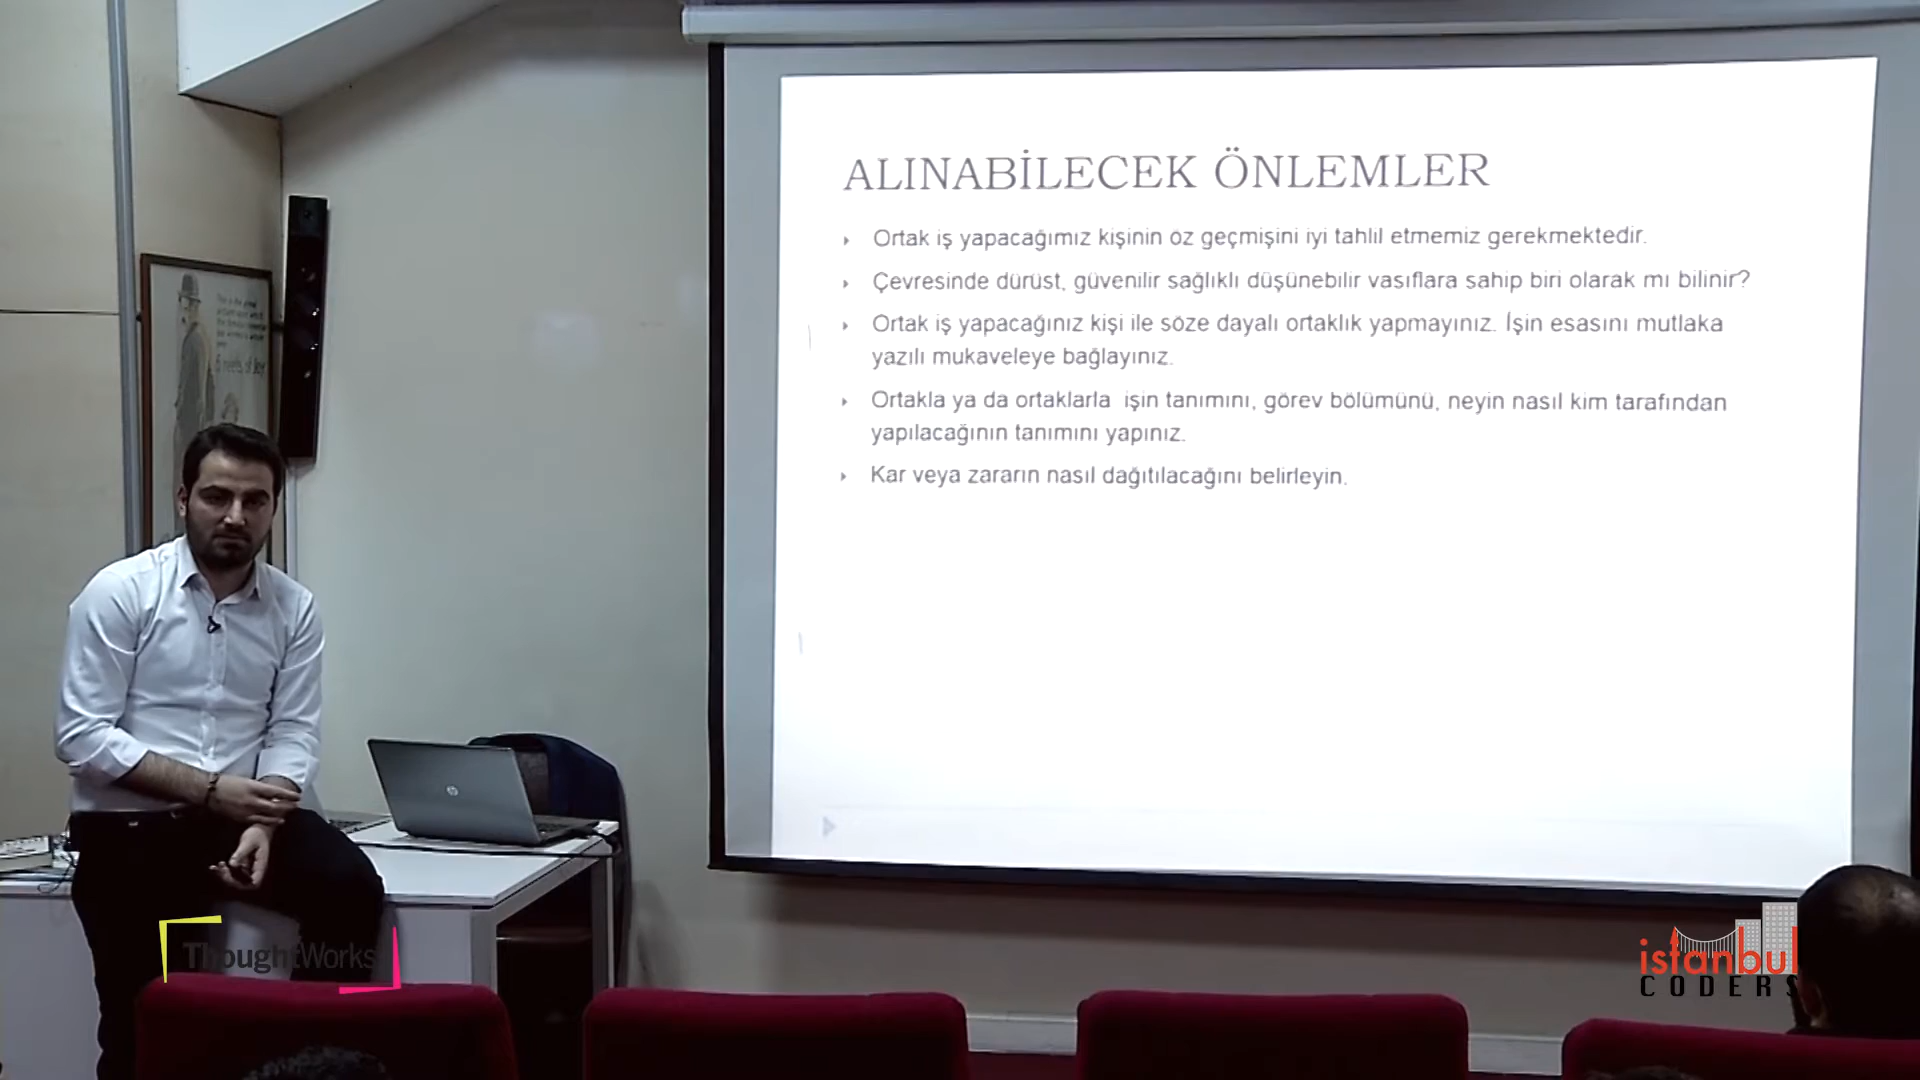 ALINABİLECEK ÖNLEMLER
Ortak iş yapacağımız kişinin öz geçmişini iyi tahlil etmemiz gerekmektedir.
Çevresinde dürüst, güvenilir sağlıklı düşünebilir vasıflara sahip biri olarak mı bilinir?
Ortak iş yapacağınız kişi ile söze dayalı ortaklık yapmayınız. İşin esasını mutlaka
yazılı mukaveleye bağlayınız.
Ortakla ya da ortaklarla işin tanımını, görev bölümünü, neyin nasıl kim tarafından
yapılacağının tanımını yapınız.
Kar veya zararın nasıl dağıtılacağını belirleyin.
hp
ThoughtWorks
istanbul
CODERS